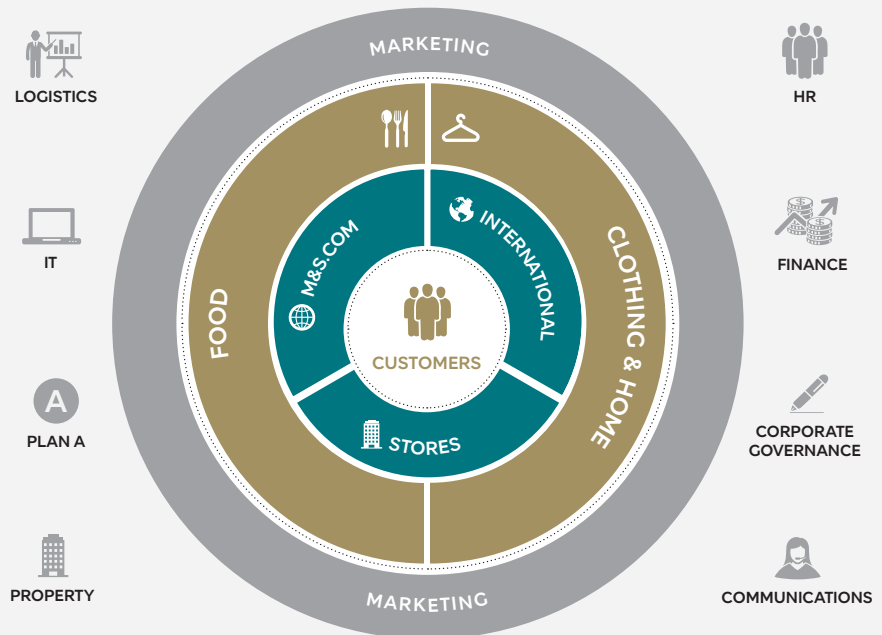 MARKETING
LOGISTICS
HR
M&S.COM
INTERNATIONAL
IT
FINANCE
FOOD
CLOTHING & HOME
CUSTOMERS
A
PLAN A
STORES
CORPORATE
GOVERNANCE
PROPERTY
MARKETING
COMMUNICATIONS